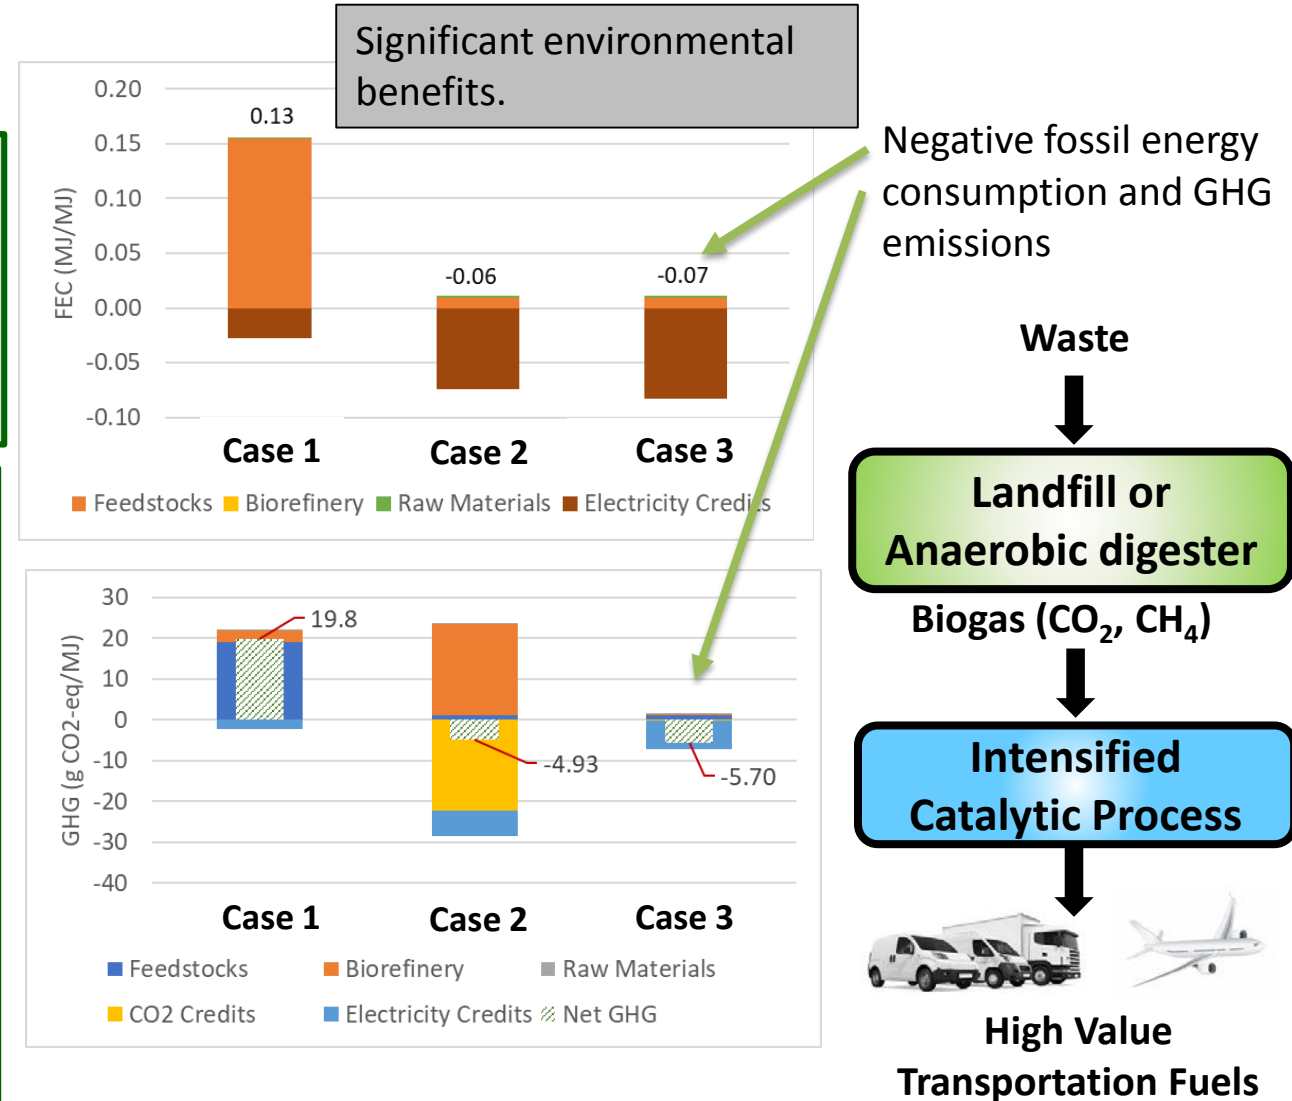 Significant environmental
benefits.
0.20
0.15
0.10
0.05
0.00
-0.05
-0.10
FEC (MJ/MJ)
0.13
-0.06
-0.07
Case 1
Case 2
Case 3
Feedstocks
Biorefinery
Raw Materials
Electricity Credits
30
20
10
0
-10
-20
-30
-40
GHG (g CO2-eq/MJ)
19.8
-4.93
-5.70
Case 1
Case 2
Case 3
Feedstocks
Biorefinery
Raw Materials
CO2 Credits
Electricity Credits
Net GHG
Negative fossil energy
consumption and GHG
emissions
Waste
Landfill or
Anaerobic digester
Biogas (CO₂, CH₄)
Intensified
Catalytic Process
High Value
Transportation Fuels